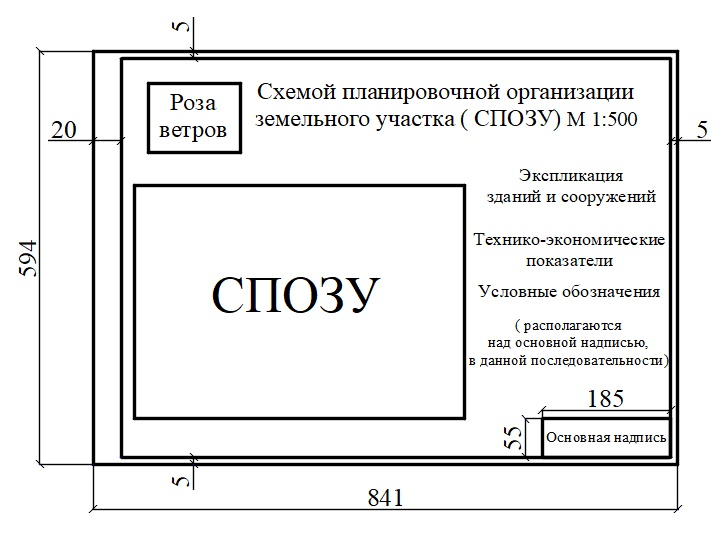 5
Роза
ветров
Схемой планировочной организации
земельного участка ( СПОЗУ) М 1:500
20
5
Экспликация
зданий и сооружений
594
Технико-экономические
показатели
СПОЗУ
Условные обозначения
( располагаются
над основной надписью,
в данной последовательности)
185
55
Основная надпись
5
841